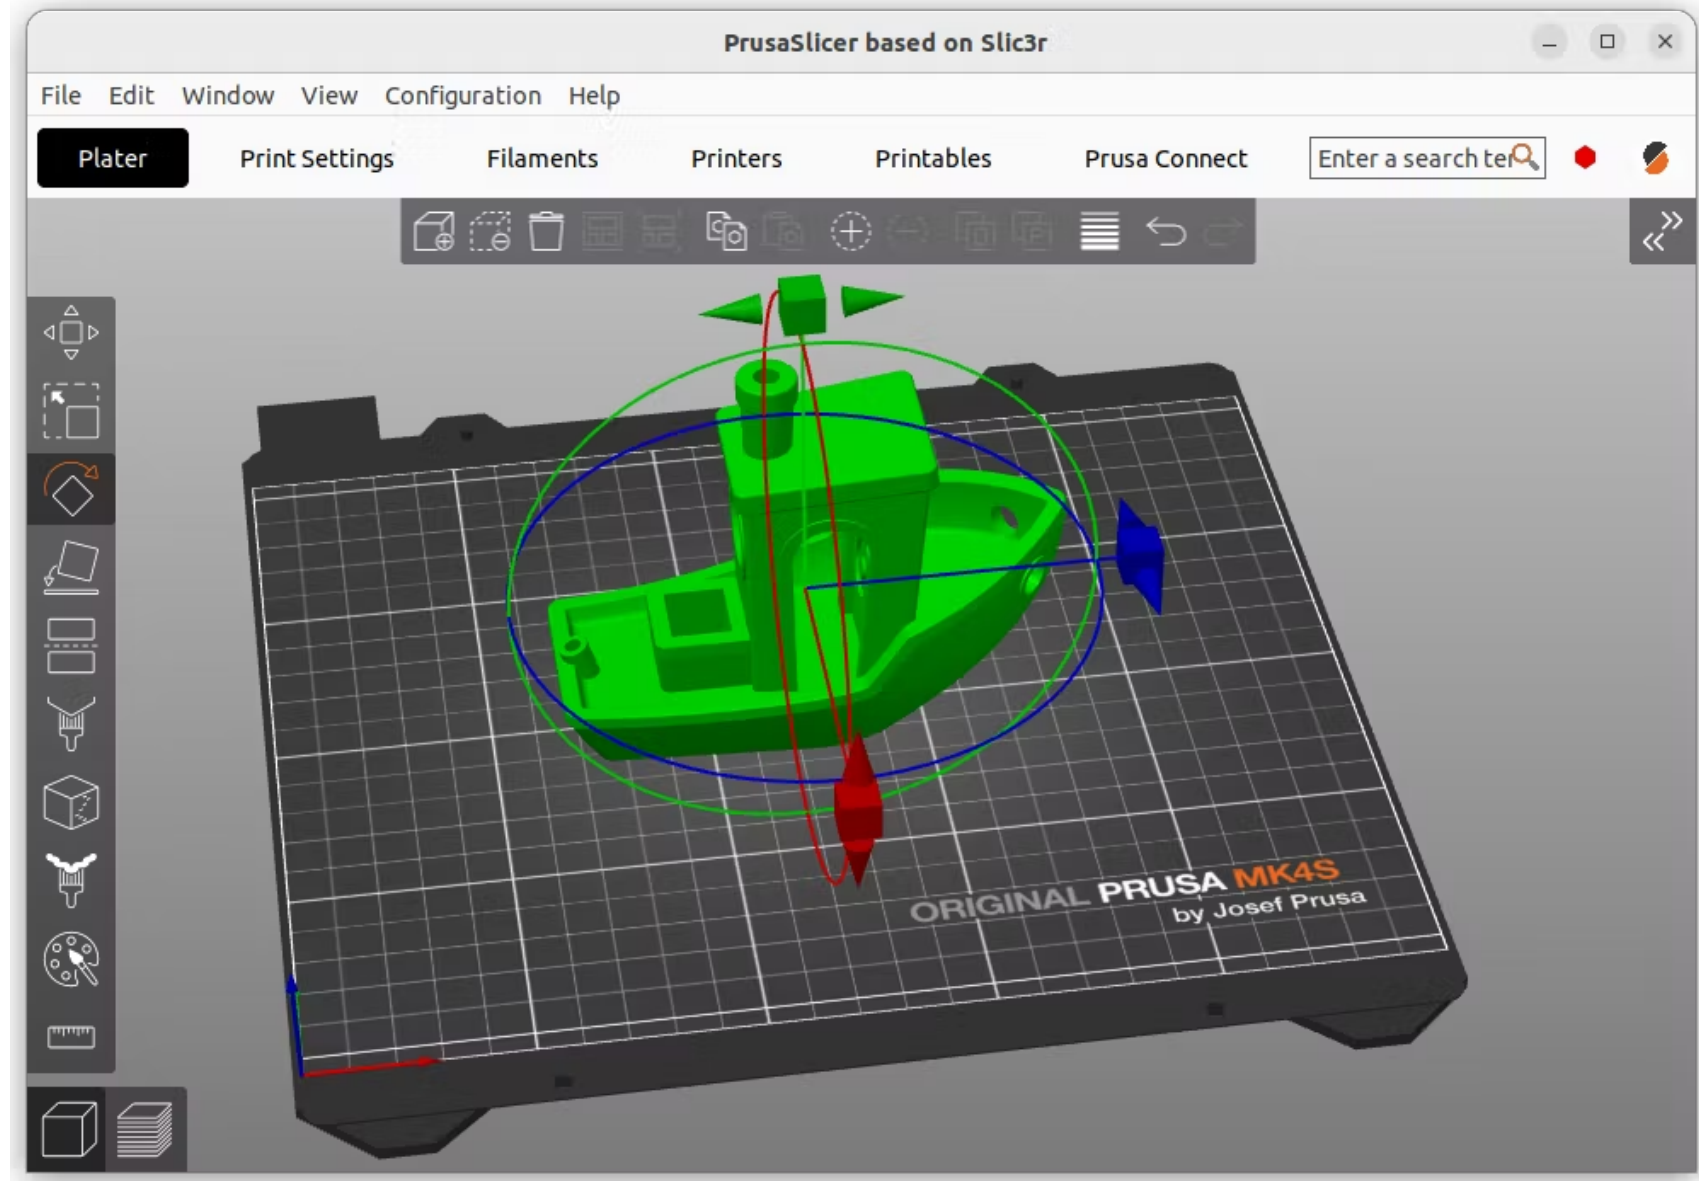 PrusaSlicer based on Slic3r
File Edit Window View Configuration Help
Plater Print Settings Filaments Printers Printables Prusa Connect Enter a search ter
ORIGINAL PRUSA MK4S
by Josef Prusa